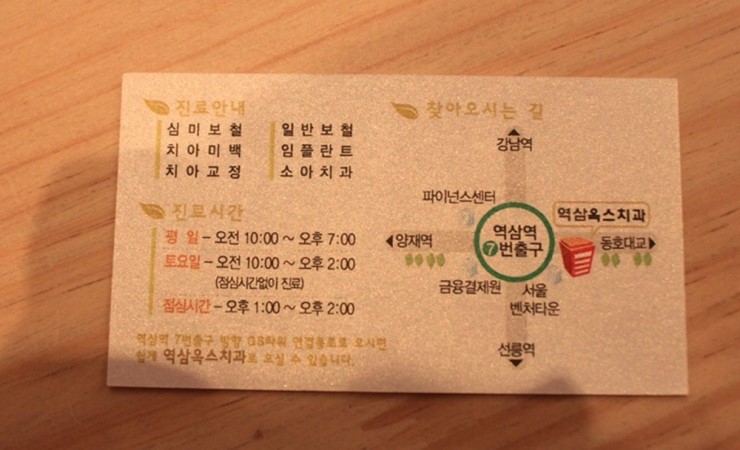 진료안내
심미보철 일반보철
치아미백 임플란트
치아교정 소아치과
진료시간
평 일 - 오전 10:00 ~ 오후 7:00
토요일 - 오전 10:00 ~ 오후 2:00
(점심시간없이 진료)
점심시간 - 오후 1:00 ~ 오후 2:00
역삼역 7번출구 방향 GS타워 연결통로로 오시면
쉽게 역삼옥스치과로 오실 수 있습니다.
찾아오시는 길
강남역
파이넌스센터
역삼옥스치과
양재역
역삼역
7 번출구
동호대교
금융결제원
서울
벤처타운
선릉역